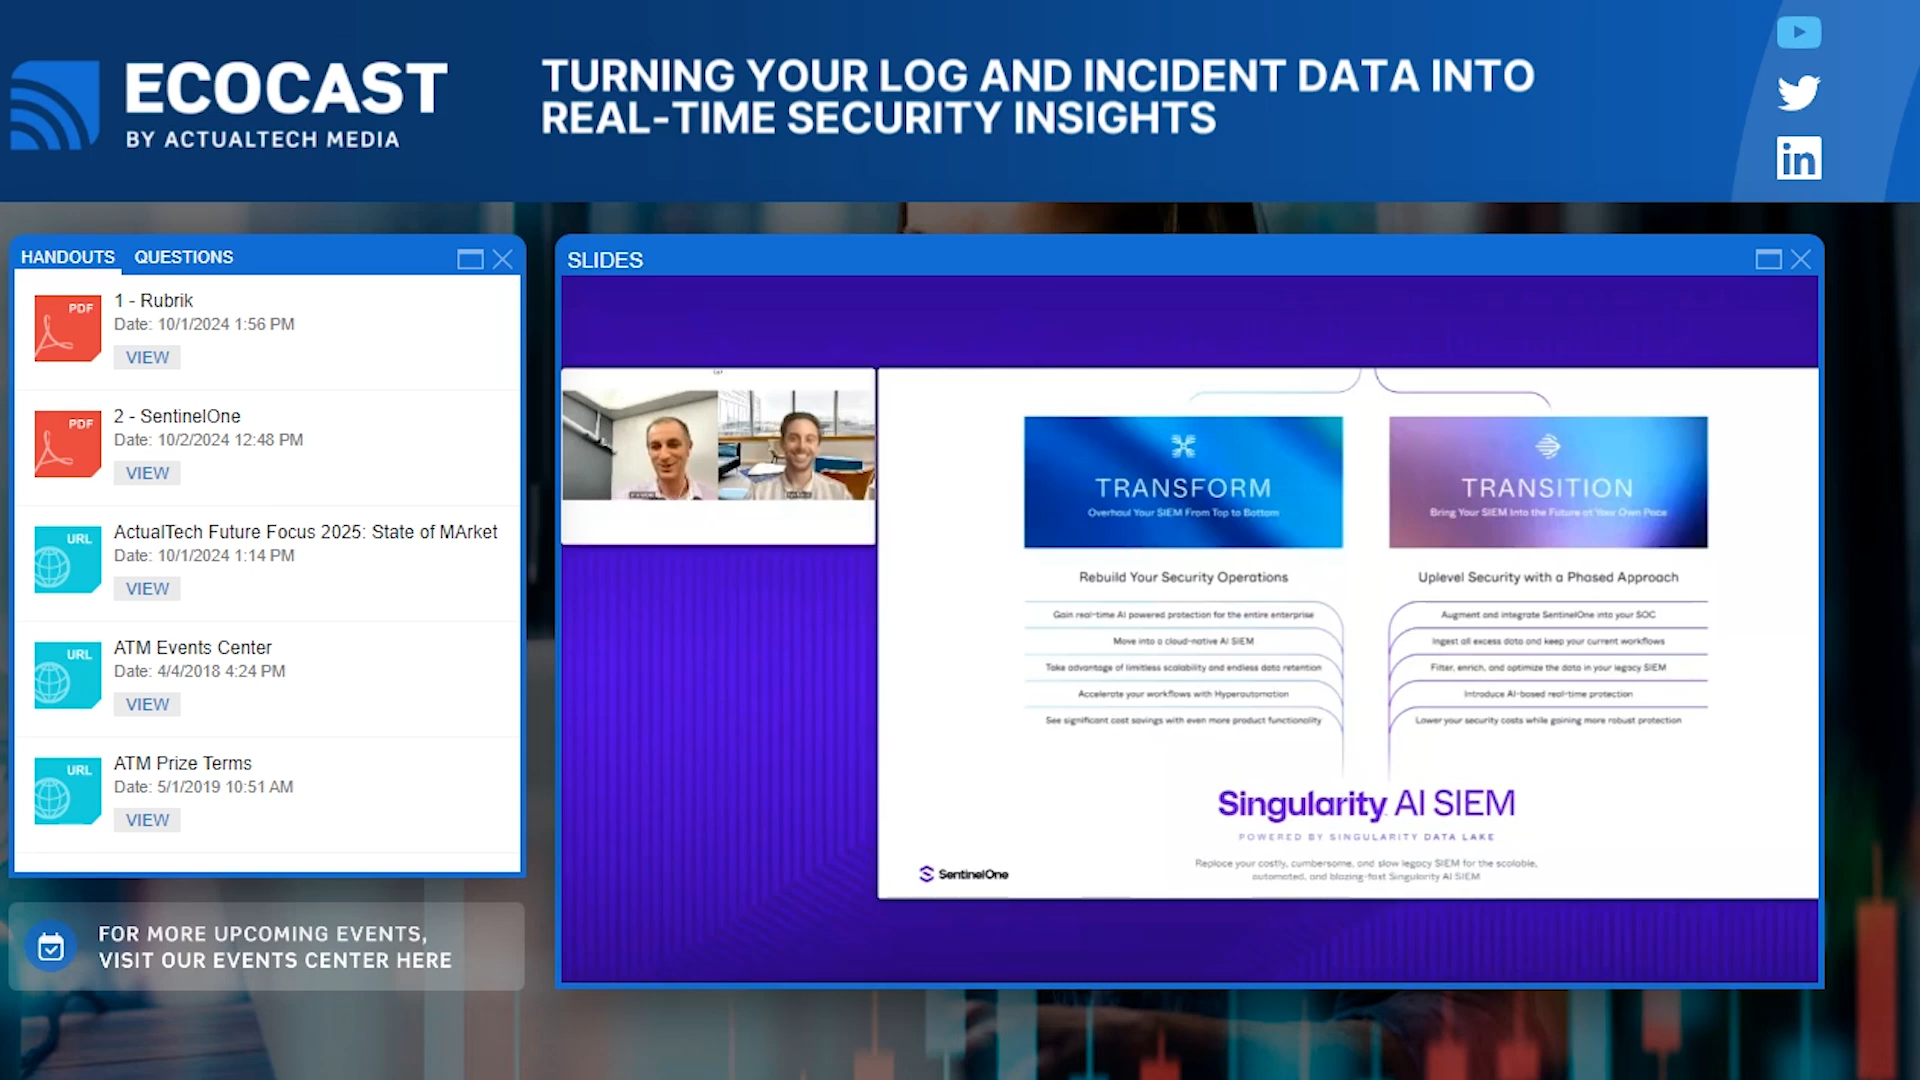 ECOCAST
BY ACTUALTECH MEDIA
TURNING YOUR LOG AND INCIDENT DATA INTO
REAL-TIME SECURITY INSIGHTS
in
HANDOUTS QUESTIONS
PDF
1 - Rubrik
Date: 10/1/2024 1:56 PM
VIEW
PDF
2 - SentinelOne
Date: 10/2/2024 12:48 PM
VIEW
URL
ActualTech Future Focus 2025: State of MArket
Date: 10/1/2024 1:14 PM
VIEW
URL
ATM Events Center
Date: 4/4/2018 4:24 PM
VIEW
URL
ATM Prize Terms
Date: 5/1/2019 10:51 AM
VIEW
FOR MORE UPCOMING EVENTS,
VISIT OUR EVENTS CENTER HERE
SLIDES
TRANSFORM
Overhaul Your SIEM From Top to Bottom
Rebuild Your Security Operations
Gain real-time AI powered protection for the entire enterprise
Move into a cloud-native AI SIEM
Take advantage of limitless scalability and endless data retention
Accelerate your workflows with Hyperautomation
See significant cost savings with even more product functionality
TRANSITION
Bring Your SIEM Into the Future at Your Own Pace
Uplevel Security with a Phased Approach
Augment and integrate SentinelOne into your SOC
Ingest all excess data and keep your current workflows
Filter, enrich, and optimize the data in your legacy SIEM
Introduce AI-based real-time protection
Lower your security costs while gaining more robust protection
Singularity AI SIEM
POWERED BY SINGULARITY DATA LAKE
Replace your costly, cumbersome, and slow legacy SIEM for the scalable,
automated, and blazing-fast Singularity AI SIEM
SentinelOne